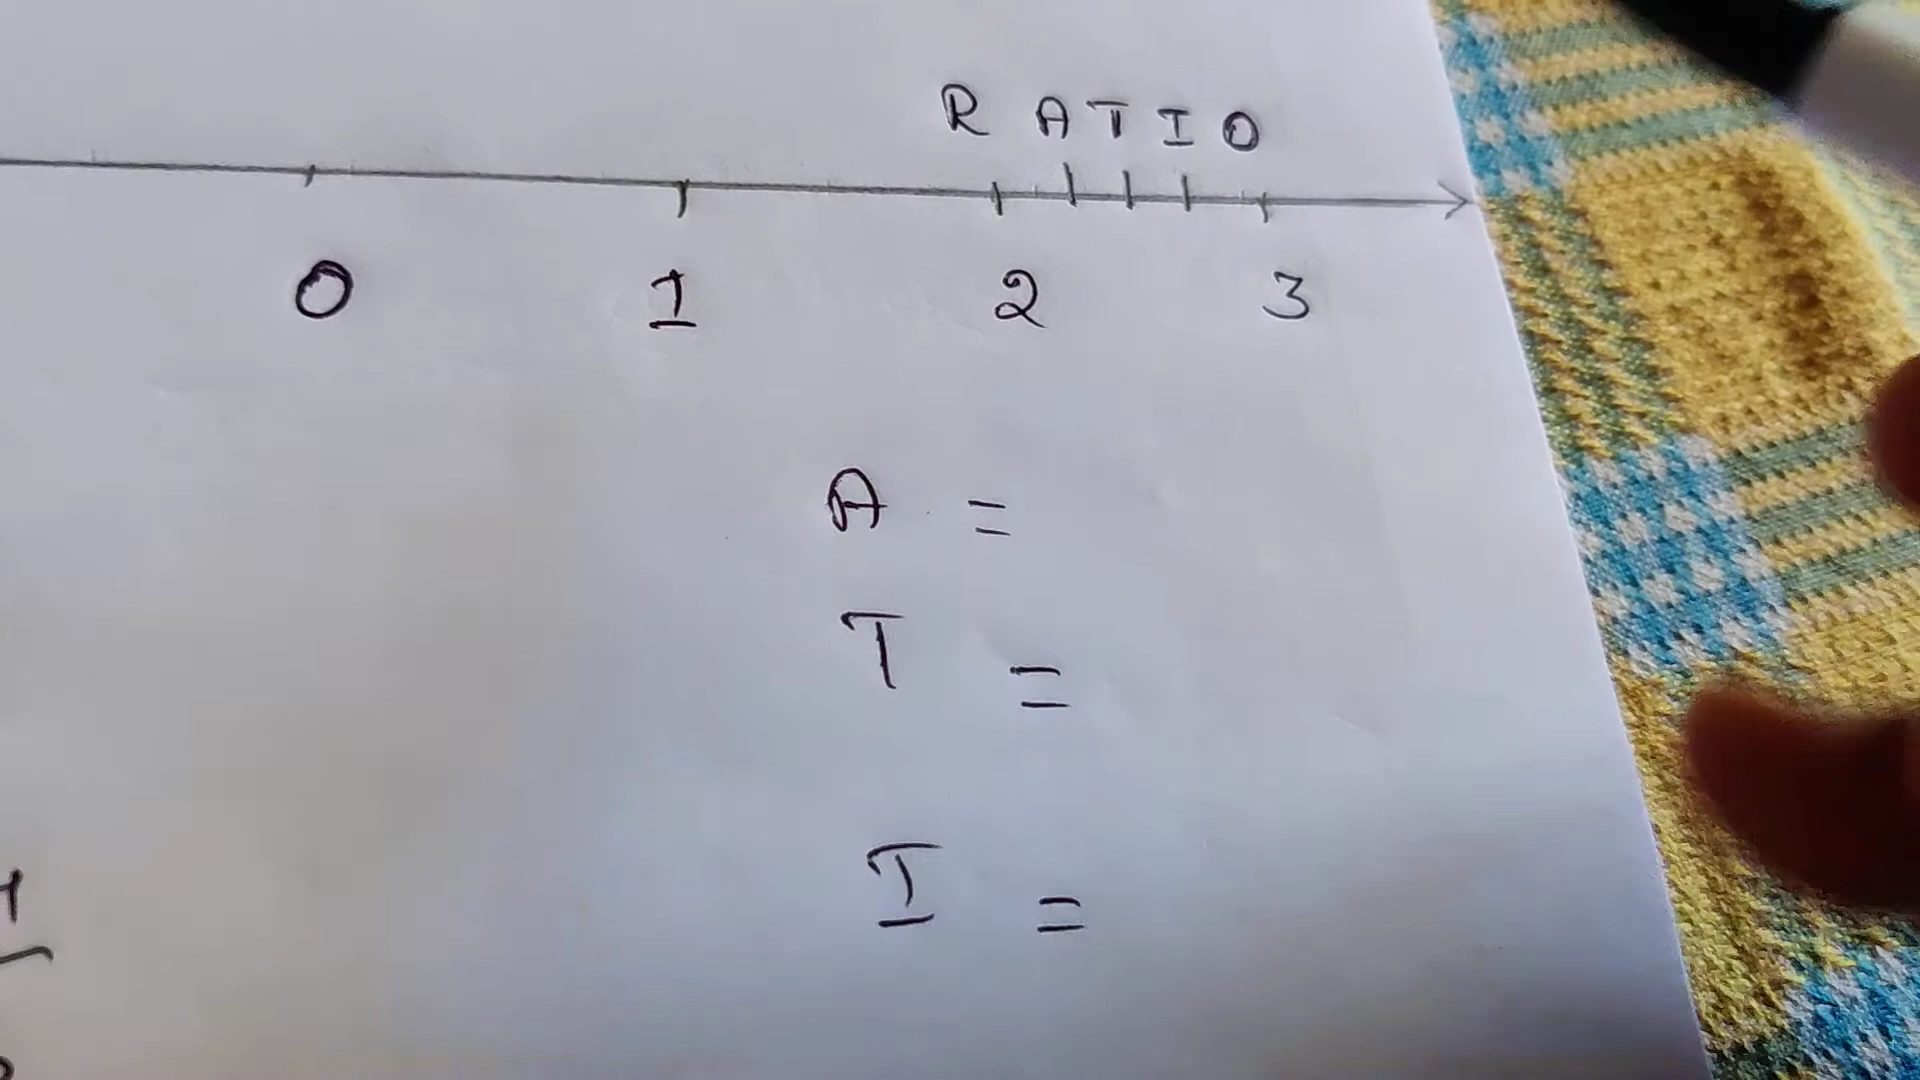 R A T I O
0 1 2 3
A =
T =
I =